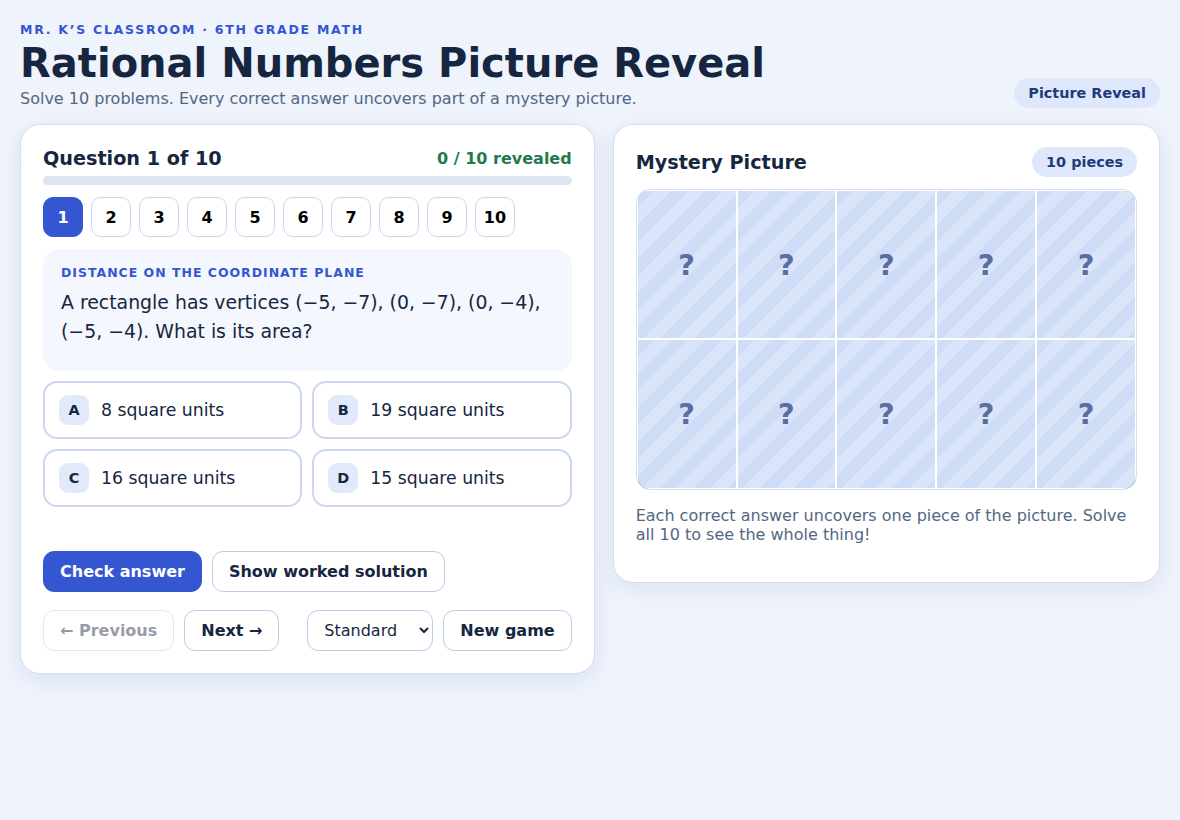 MR. K’S CLASSROOM · 6TH GRADE MATH
Rational Numbers Picture Reveal
Solve 10 problems. Every correct answer uncovers part of a mystery picture.
Picture Reveal
Question 1 of 10
0 / 10 revealed
1 2 3 4 5 6 7 8 9 10
DISTANCE ON THE COORDINATE PLANE
A rectangle has vertices (−5, −7), (0, −7), (0, −4),
(−5, −4). What is its area?
A 8 square units
B 19 square units
C 16 square units
D 15 square units
Check answer
Show worked solution
← Previous
Next →
Standard
New game
Mystery Picture
10 pieces
? ? ? ? ?
? ? ? ? ?
Each correct answer uncovers one piece of the picture. Solve
all 10 to see the whole thing!